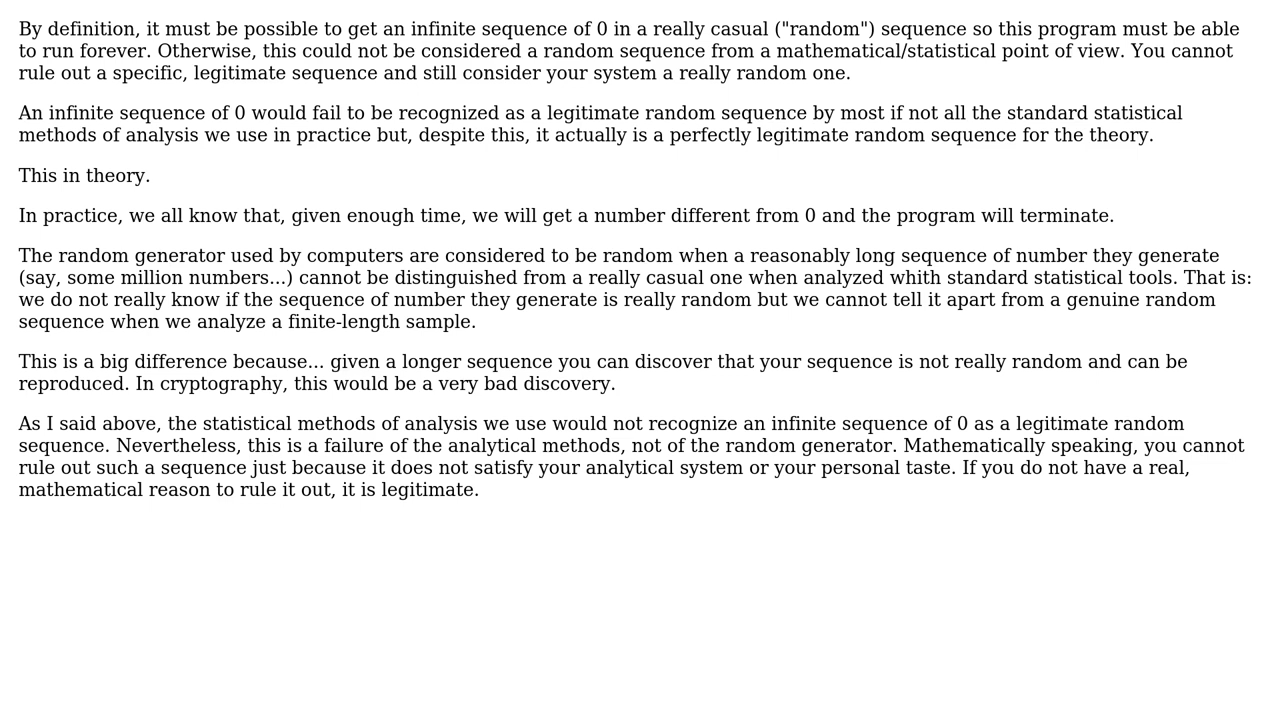 By definition, it must be possible to get an infinite sequence of 0 in a really casual ("random") sequence so this program must be able
to run forever. Otherwise, this could not be considered a random sequence from a mathematical/statistical point of view. You cannot
rule out a specific, legitimate sequence and still consider your system a really random one.
An infinite sequence of 0 would fail to be recognized as a legitimate random sequence by most if not all the standard statistical
methods of analysis we use in practice but, despite this, it actually is a perfectly legitimate random sequence for the theory.
This in theory.
In practice, we all know that, given enough time, we will get a number different from 0 and the program will terminate.
The random generator used by computers are considered to be random when a reasonably long sequence of number they generate
(say, some million numbers...) cannot be distinguished from a really casual one when analyzed whith standard statistical tools. That is:
we do not really know if the sequence of number they generate is really random but we cannot tell it apart from a genuine random
sequence when we analyze a finite-length sample.
This is a big difference because... given a longer sequence you can discover that your sequence is not really random and can be
reproduced. In cryptography, this would be a very bad discovery.
As I said above, the statistical methods of analysis we use would not recognize an infinite sequence of 0 as a legitimate random
sequence. Nevertheless, this is a failure of the analytical methods, not of the random generator. Mathematically speaking, you cannot
rule out such a sequence just because it does not satisfy your analytical system or your personal taste. If you do not have a real,
mathematical reason to rule it out, it is legitimate.